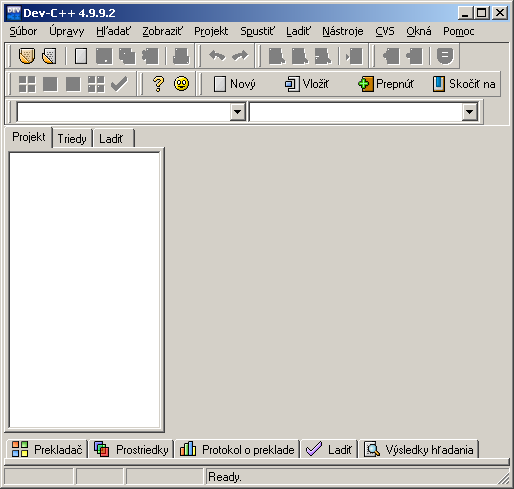 Dev-C++ 4.9.9.2
Súbor Úpravy Hľadať Zobraziť Projekt Spustiť Ladiť Nástroje CVS Okná Pomoc
Nový Vložiť Prepnúť Skočiť na
Projekt Triedy Ladiť
Prekladač Prostriedky Protokol o preklade Ladiť Výsledky hľadania
Ready.